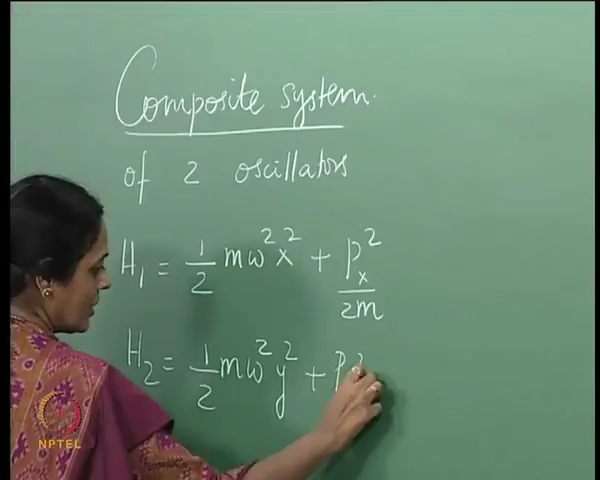 Composite system.
of 2 oscillators
H₁ = 1/2 mω²x² + Pₓ²/2m
H₂ = 1/2 mω²y² + P
NPTEL